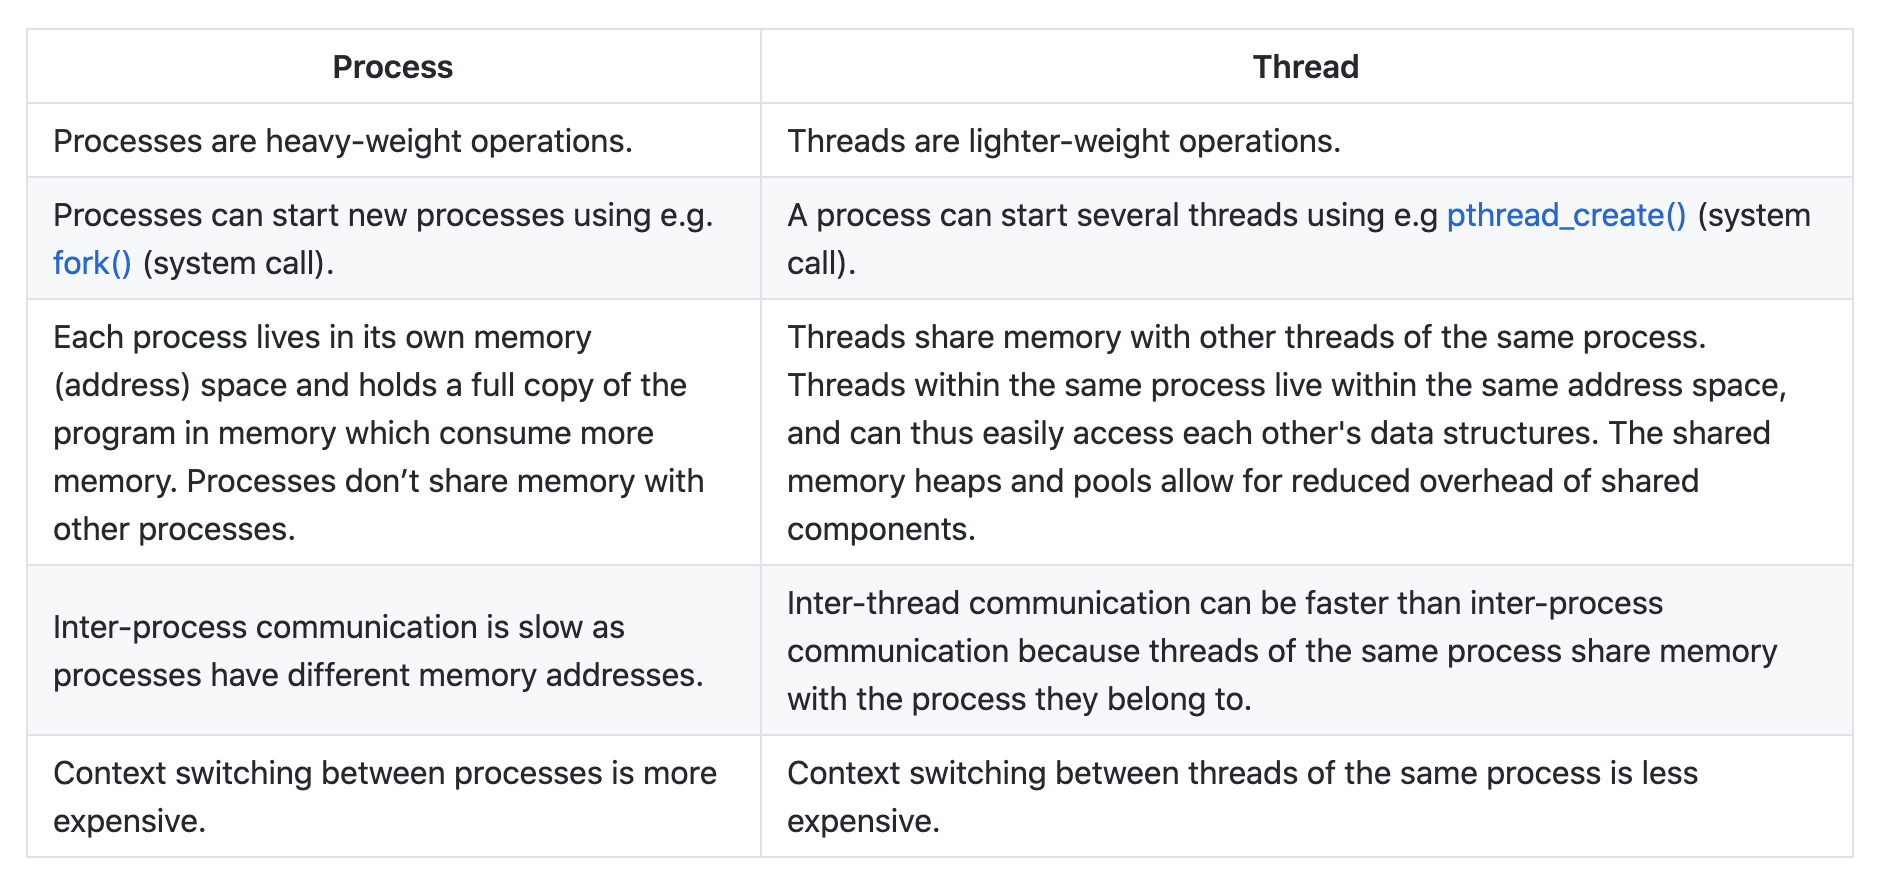 Process
Thread
Processes are heavy-weight operations.
Threads are lighter-weight operations.
Processes can start new processes using e.g.
fork() (system call).
A process can start several threads using e.g pthread_create() (system
call).
Each process lives in its own memory
(address) space and holds a full copy of the
program in memory which consume more
memory. Processes don’t share memory with
other processes.
Threads share memory with other threads of the same process.
Threads within the same process live within the same address space,
and can thus easily access each other's data structures. The shared
memory heaps and pools allow for reduced overhead of shared
components.
Inter-process communication is slow as
processes have different memory addresses.
Inter-thread communication can be faster than inter-process
communication because threads of the same process share memory
with the process they belong to.
Context switching between processes is more
expensive.
Context switching between threads of the same process is less
expensive.